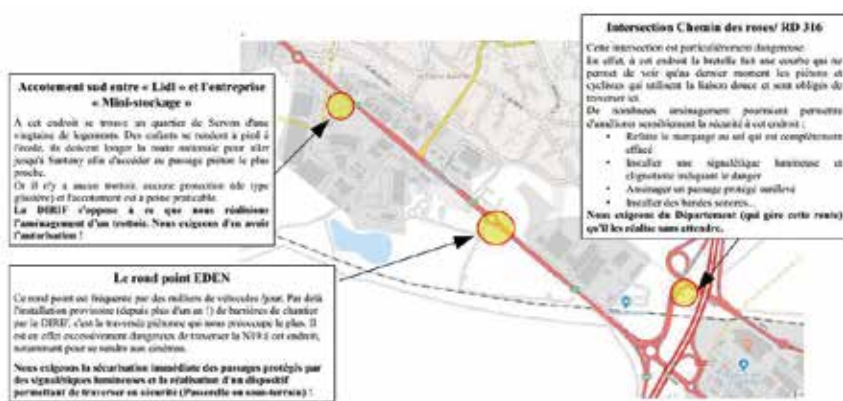 Accotement sud entre « Lidl » et l'entreprise
« Mini-stockage »
A cet endroit se trouve un quartier de Servon d'une
vingtaine de logements. Des enfants se rendent à pied à
l'école, ils doivent longer la route nationale pour aller
jusqu'à Santeny afin d'accéder au passage piéton le plus
proche.
Or il n'y a aucun trottoir, aucune protection (de type
glissière) et l'accotement est à peine praticable.
La DIRIF s'oppose à ce que nous réalisions
l'aménagement d'un trottoir. Nous exigeons d'en avoir
l'autorisation !
Le rond point EDEN
Ce rond point est fréquenté par des milliers de véhicules /jour. Par delà
l'installation provisoire (depuis plus d'un an !) de barrières de chantier
par la DIRIF, c'est la traversée piétonne qui nous préoccupe le plus. Il
est en effet excessivement dangereux de traverser la N19 à cet endroit,
notamment pour se rendre aux cinémas.
Nous exigeons la sécurisation immédiate des passages protégés par
des signalétiques lumineuses et la réalisation d'un dispositif
permettant de traverser en sécurité (Passerelle ou sous-terrain) !
Intersection Chemin des roses/ RD 316
Cette intersection est particulièrement dangereuse.
En effet, à cet endroit la bretelle fait une courbe qui ne
permet de voir qu'au dernier moment les piétons et
cyclistes qui utilisent la liaison douce et sont obligés de
traverser ici.
De nombreux aménagement pourraient permettre
d'améliorer sensiblement la sécurité à cet endroit :
• Refaire le marquage au sol qui est complètement
effacé
• Installer une signalétique lumineuse et
clignotante indiquant le danger
• Aménager un passage protégé surélevé
• Installer des bandes sonores...
Nous exigeons du Département (qui gère cette route)
qu'il les réalise sans attendre.